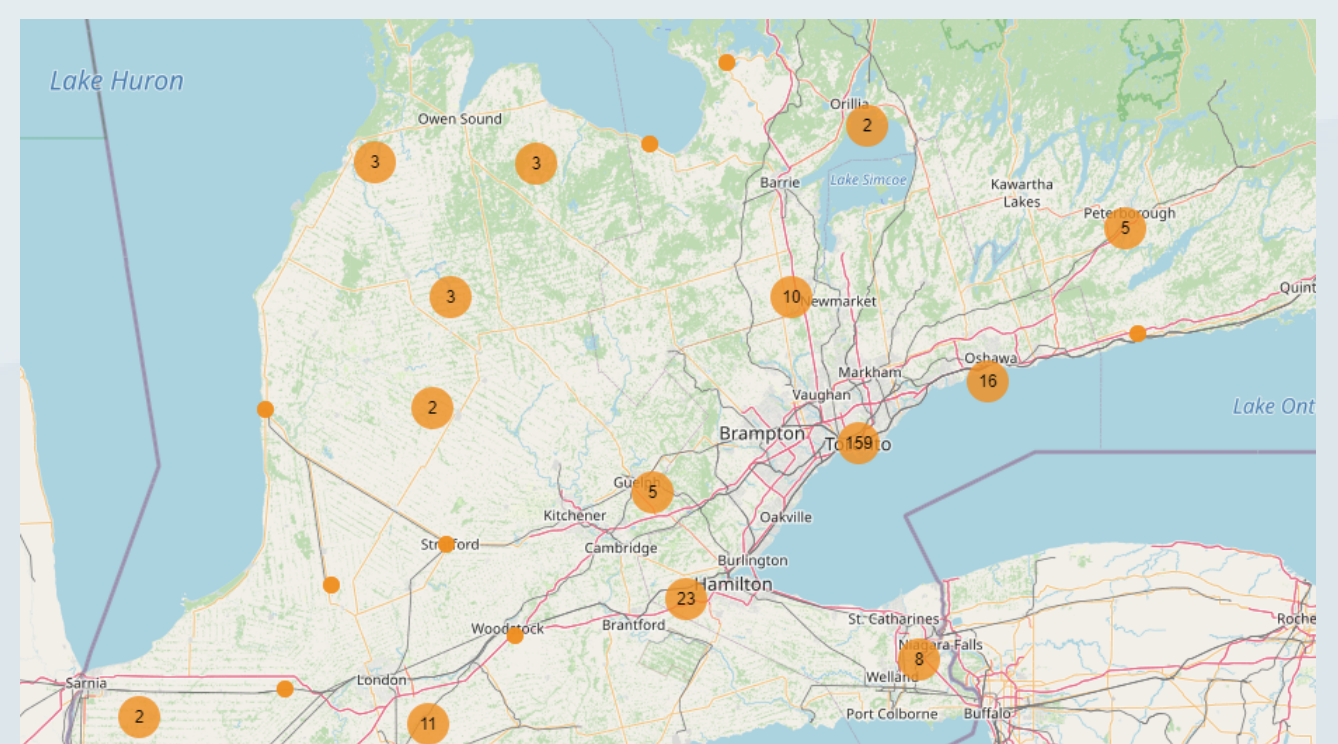 Lake Huron
Owen Sound
Orillia
2
3
3
Barrie
Lake Simcoe
Kawartha
Lakes
Peterborough
5
3
10
Newmarket
Quint
Oshawa
16
Markham
Vaughan
2
Lake Ont
Brampton
Toronto
159
Guelph
5
Kitchener
Oakville
Stratford
Cambridge
Burlington
Hamilton
23
Woodstock
Brantford
St. Catharines
Roche
Niagara Falls
8
Welland
Sarnia
London
2
11
Port Colborne
Buffalo